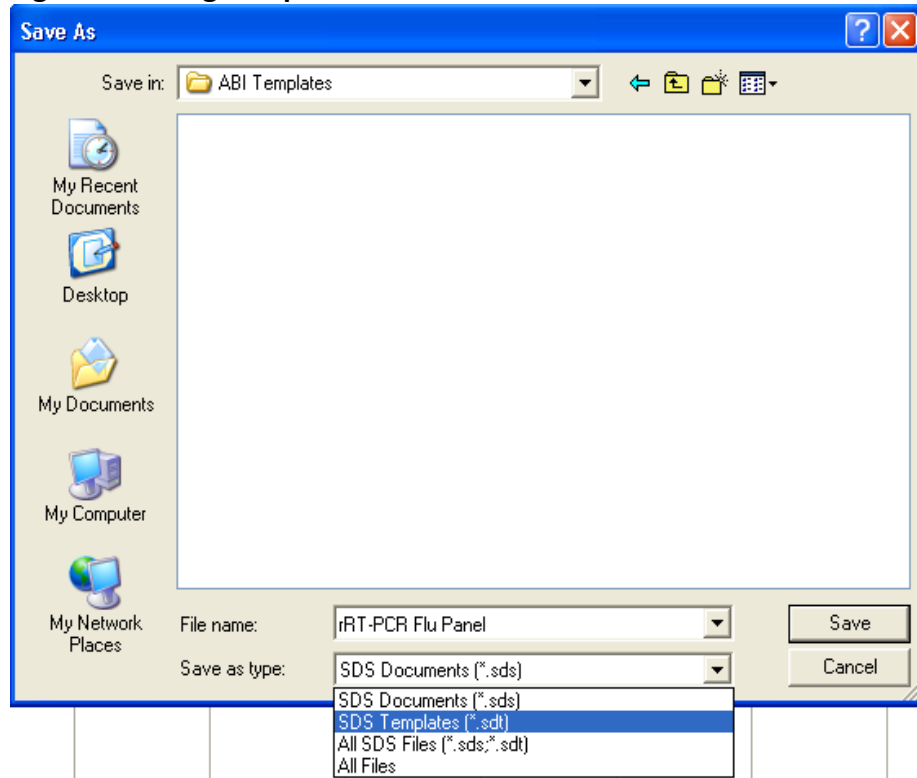 Save As
Save in:
ABI Templates
My Recent
Documents
Desktop
My Documents
My Computer
My Network
Places
File name:
rRT-PCR Flu Panel
Save
Save as type:
SDS Documents (*.sds)
Cancel
SDS Documents (*.sds)
SDS Templates (*.sdt)
All SDS Files (*.sds;*.sdt)
All Files